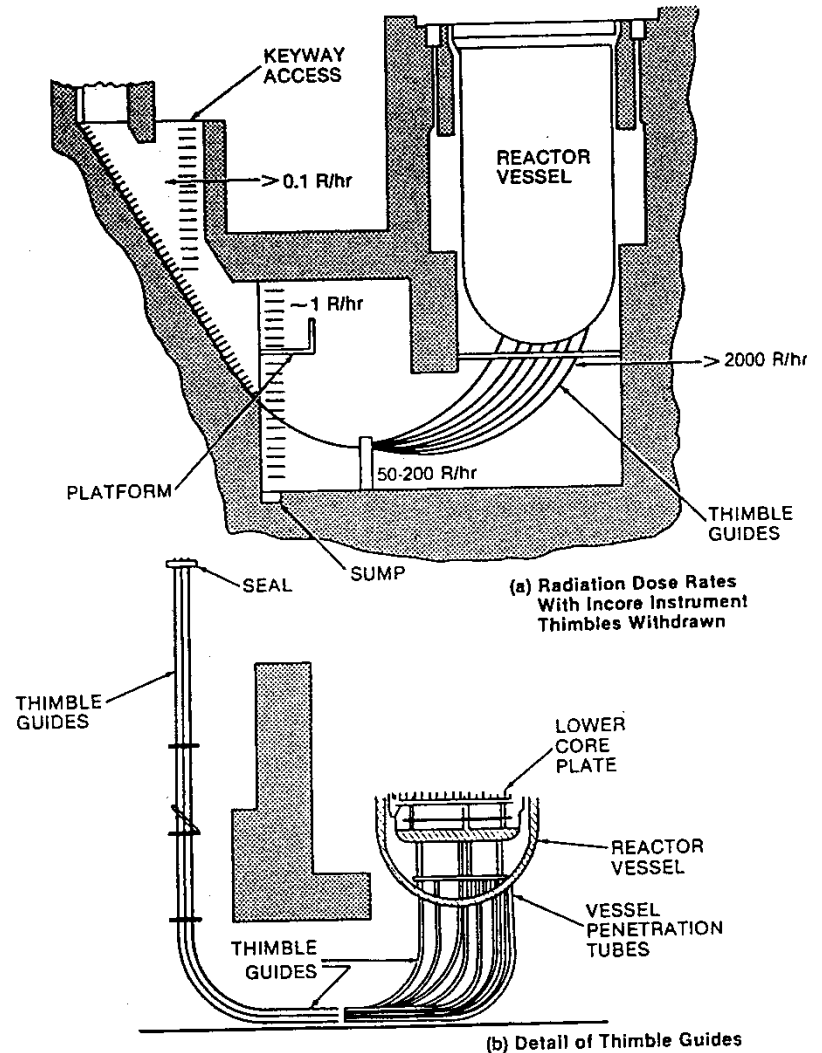 KEYWAY
ACCESS
> 0.1 R/hr
REACTOR
VESSEL
~1 R/hr
> 2000 R/hr
50-200 R/hr
PLATFORM
THIMBLE
GUIDES
SUMP
SEAL
(a) Radiation Dose Rates
With Incore Instrument
Thimbles Withdrawn
THIMBLE
GUIDES
LOWER
CORE
PLATE
REACTOR
VESSEL
VESSEL
PENETRATION
TUBES
THIMBLE
GUIDES
(b) Detail of Thimble Guides